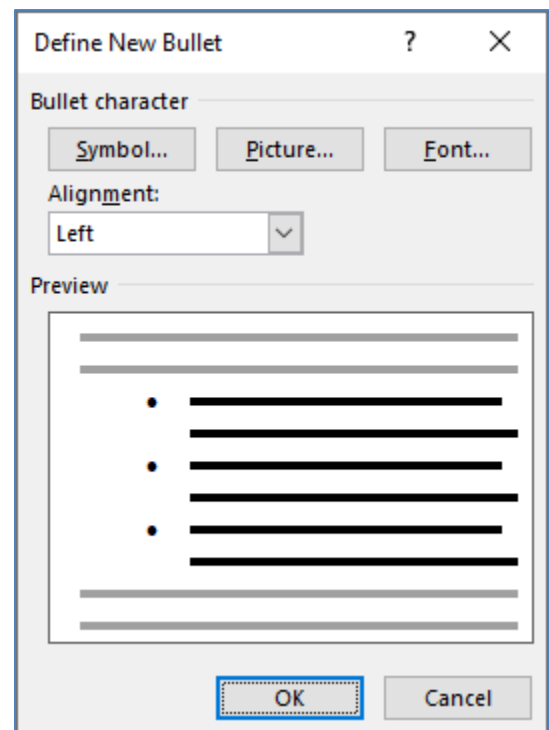 Define New Bullet ?
Bullet character
Symbol... Picture... Font...
Alignment:
Left
Preview
OK Cancel